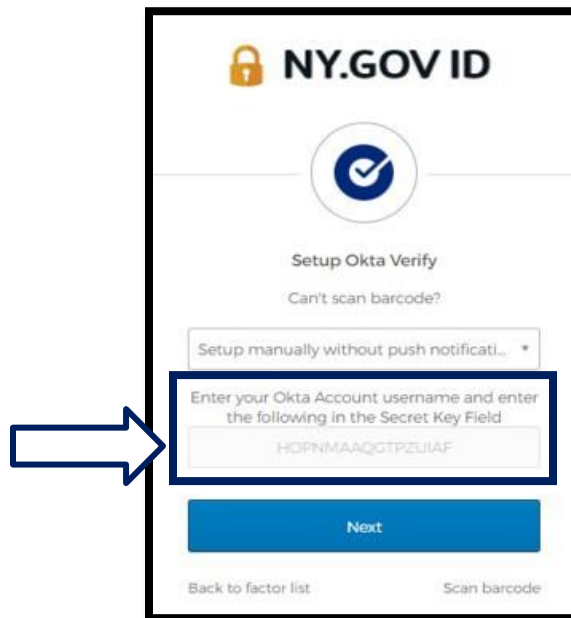 NY.GOV ID
Setup Okta Verify
Can't scan barcode?
Setup manually without push notificati...
Enter your Okta Account username and enter
the following in the Secret Key Field
HOPNMAAQGTPZUIAF
Next
Back to factor list
Scan barcode